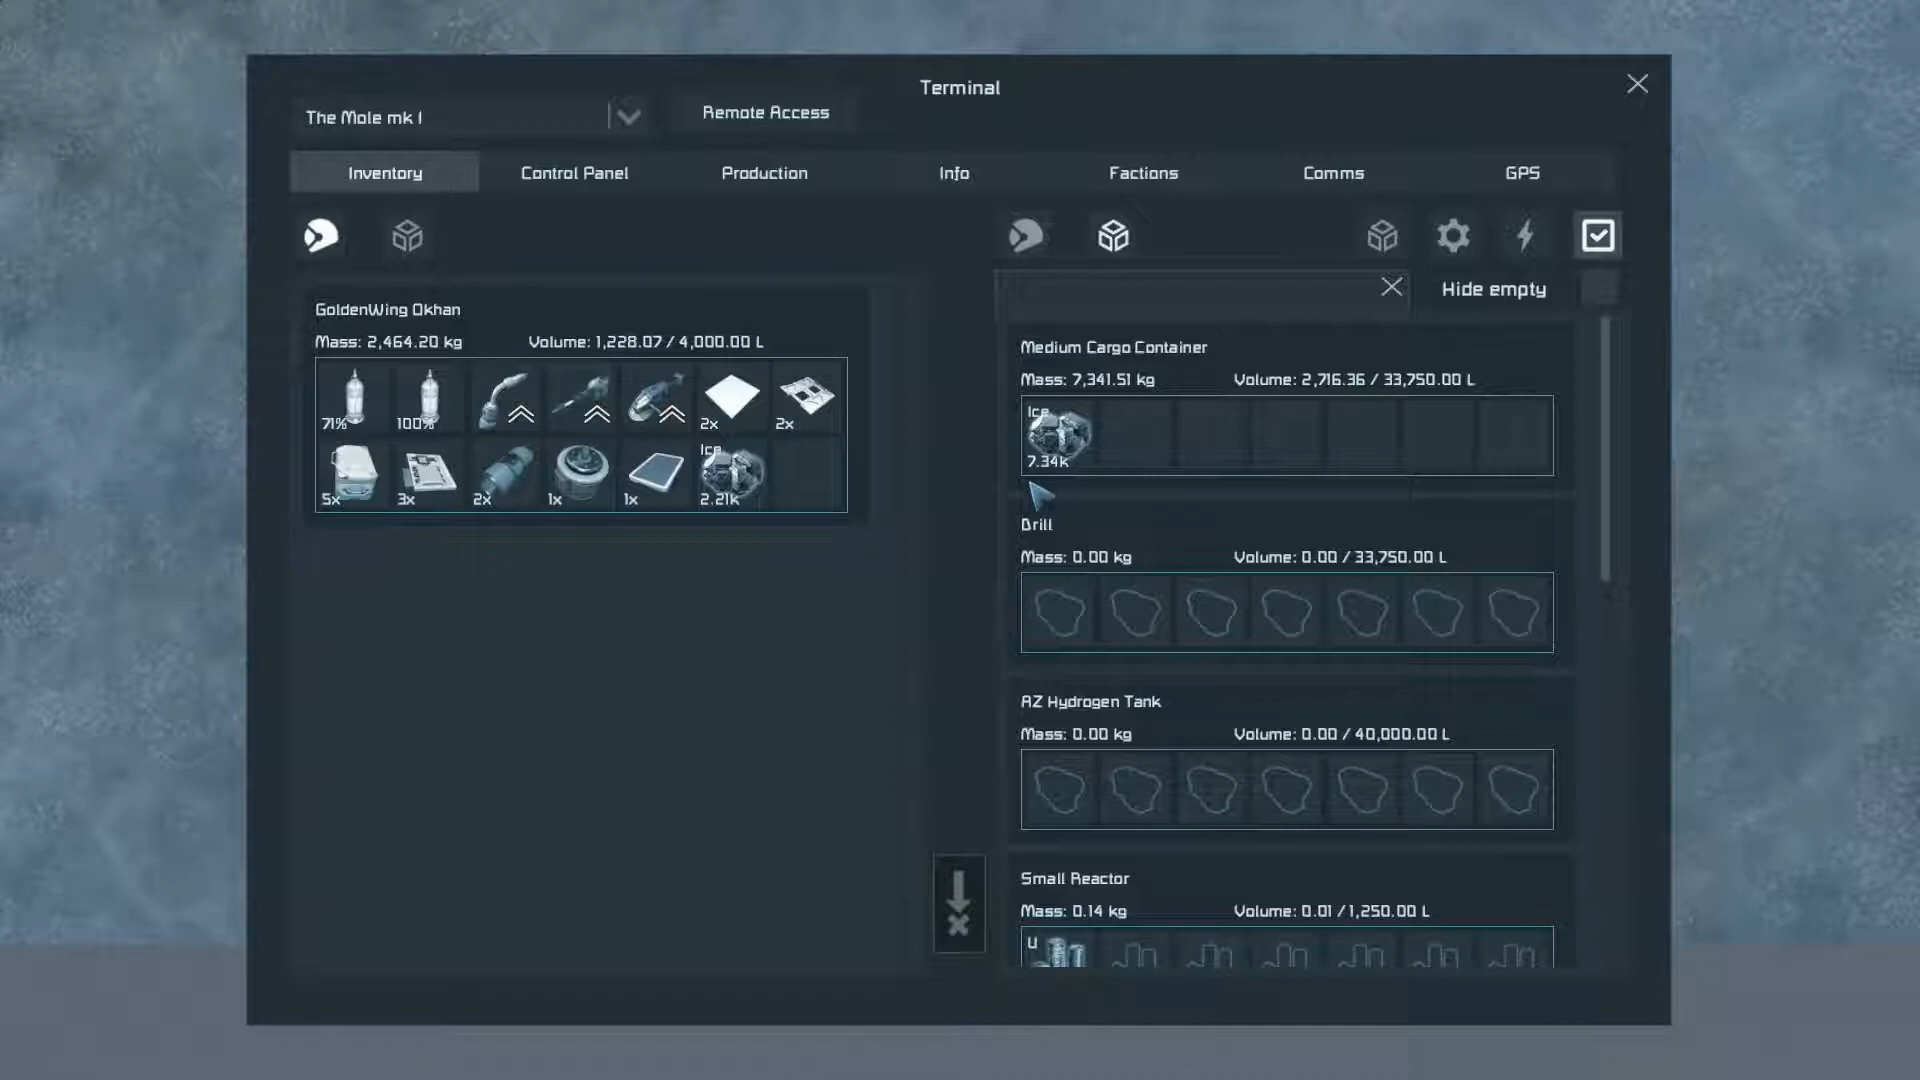 Terminal
The Mole mk I
Remote Access
Inventory
Control Panel
Production
Info
Factions
Comms
GPS
Hide empty
GoldenWing Okhan
Mass: 2,464.20 kg
Volume: 1,228.07 / 4,000.00 L
71%
100%
2x
2x
5x
3x
2x
1x
1x
Ice
2.21K
Medium Cargo Container
Mass: 7,341.51 kg
Volume: 2,716.36 / 33,750.00 L
Ice
7.34K
Drill
Mass: 0.00 kg
Volume: 0.00 / 33,750.00 L
AZ Hydrogen Tank
Mass: 0.00 kg
Volume: 0.00 / 40,000.00 L
Small Reactor
Mass: 0.14 kg
Volume: 0.01 / 1,250.00 L
U